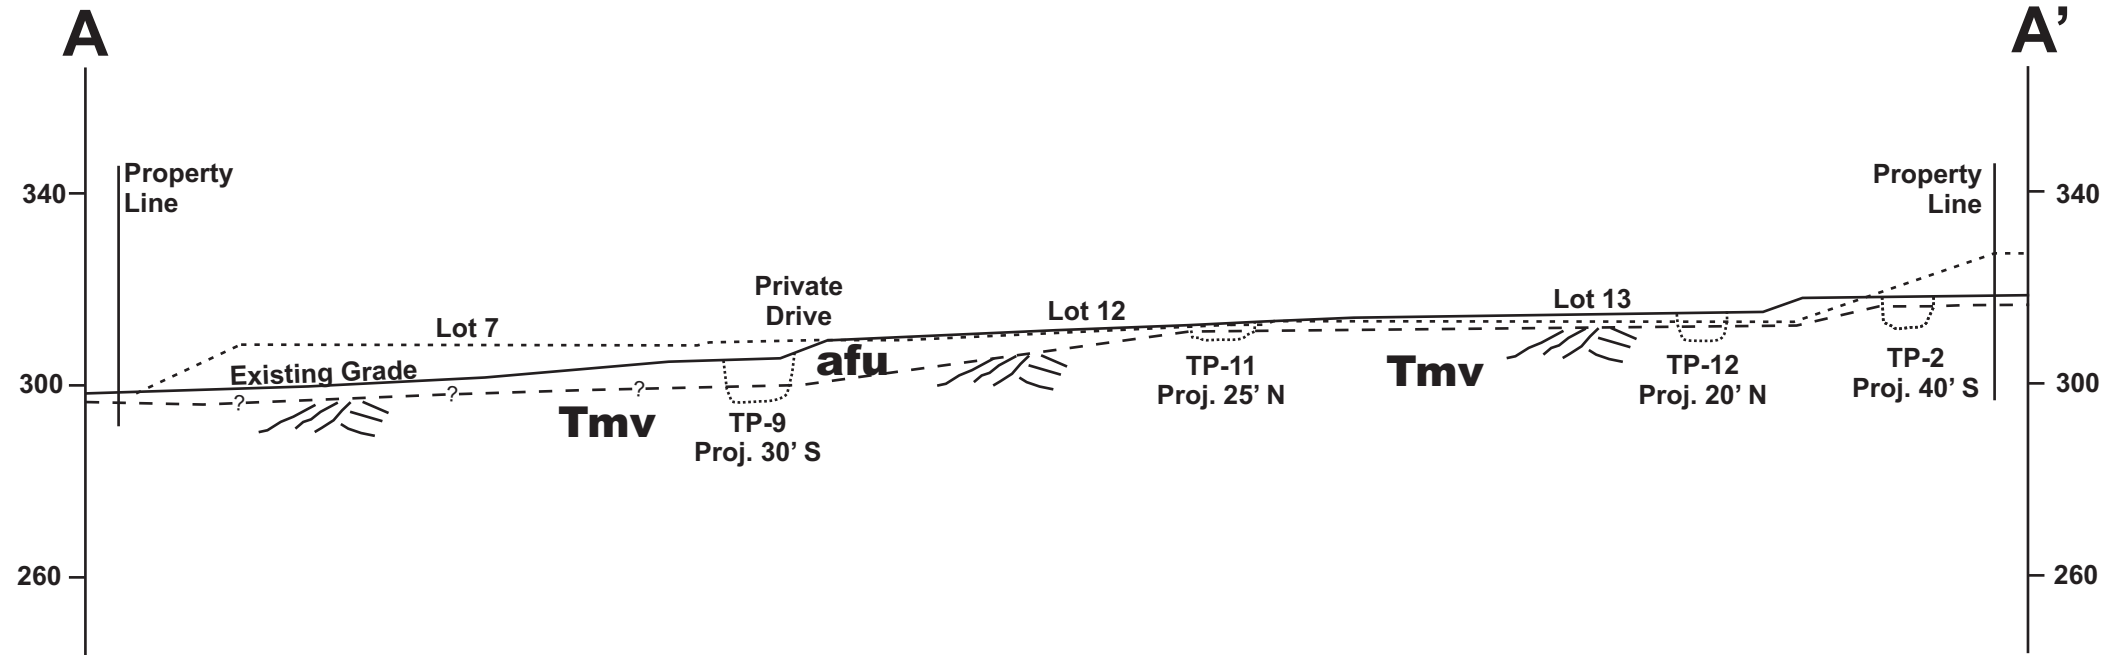 A
A’
Property
Line
Property
Line
340
340
Private
Drive
Lot 7
Lot 12
Lot 13
Existing Grade
afu
300
300
?
?
?
Tmv
Tmv
TP-9
Proj. 30’ S
TP-11
Proj. 25’ N
TP-12
Proj. 20’ N
TP-2
Proj. 40’ S
260
260